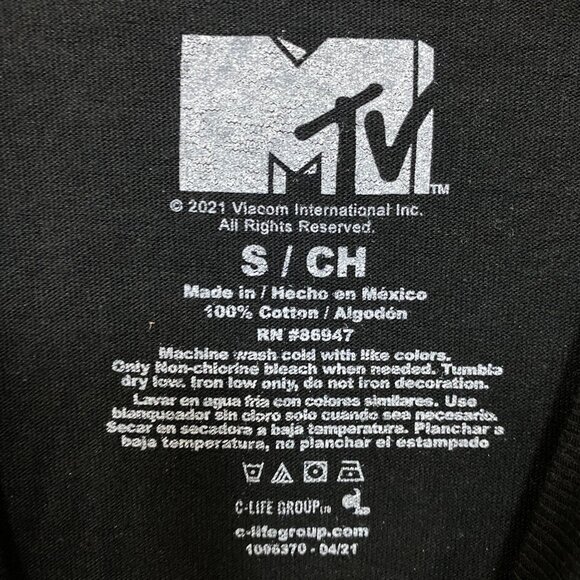 MTV™
© 2021 Viacom International Inc.
All Rights Reserved.
S / CH
Made in / Hecho en México
100% Cotton / Algodón
RN #86947
Machine wash cold with like colors.
Only Non-chlorine bleach when needed. Tumble
dry low. Iron low only, do not iron decoration.
Lavar en agua fria con colores similares. Use
blanqueador sin cloro solo cuando sea necesario.
Secar en secadora a baja temperatura. Planchar a
baja temperatura, no planchar el estampado
C-LIFE GROUP LTD CL
c-lifegroup.com
1096370 - 04/21